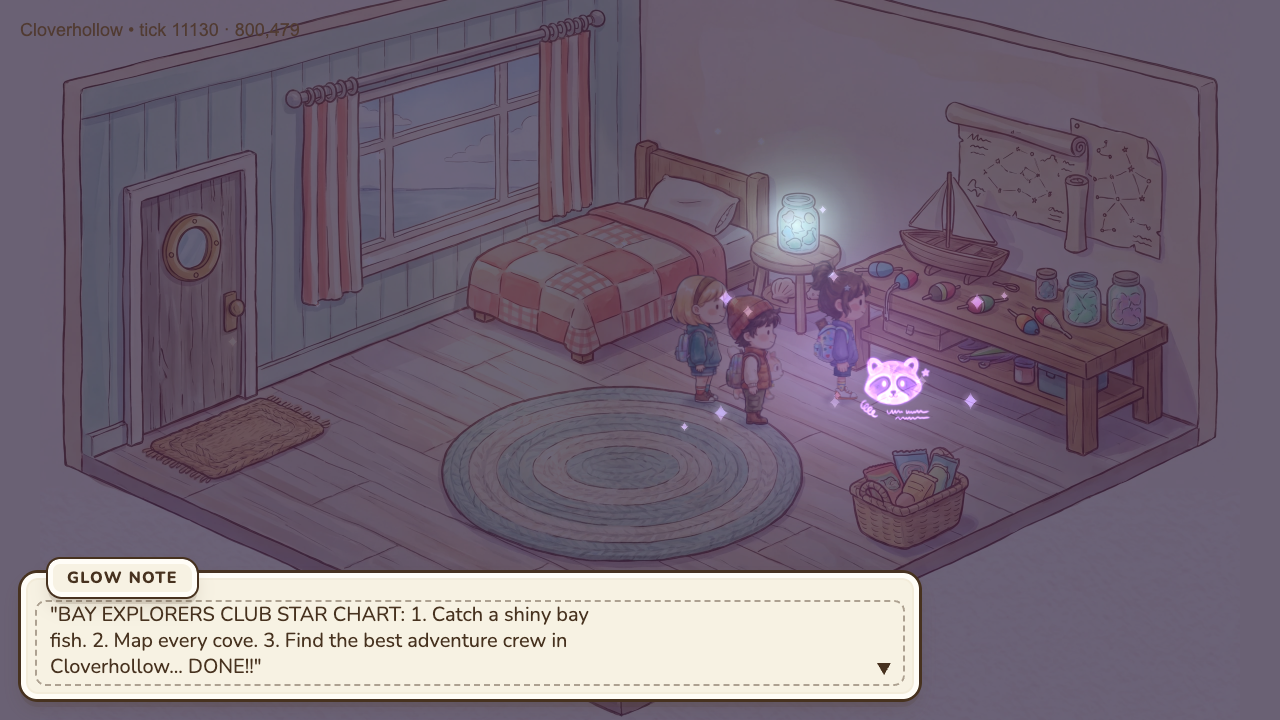 Cloverhollow • tick 11130 · 800,479
GLOW NOTE
"BAY EXPLORERS CLUB STAR CHART: 1. Catch a shiny bay
fish. 2. Map every cove. 3. Find the best adventure crew in
Cloverhollow... DONE!!"